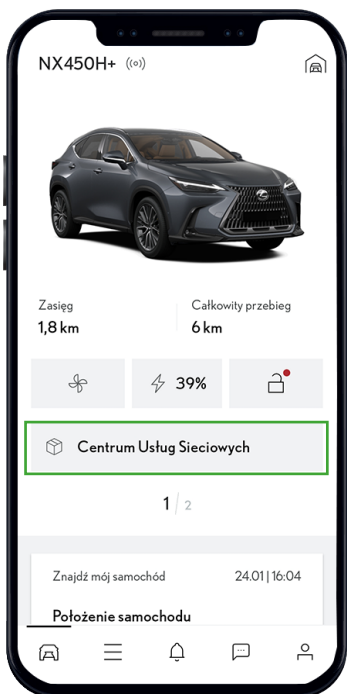 NX450H+
Zasięg
Całkowity przebieg
1,8 km
6 km
39%
Centrum Usług Sieciowych
1 / 2
Znajdź mój samochód
24.01 | 16:04
Położenie samochodu